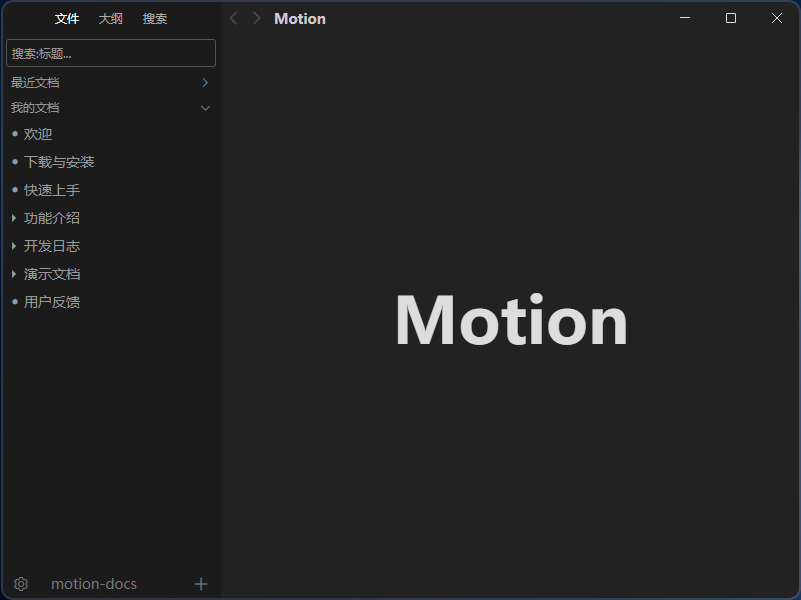 文件 大纲 搜索 Motion
搜索:标题...
最近文档
我的文档
欢迎
下载与安装
快速上手
功能介绍
开发日志
演示文档
用户反馈
Motion
motion-docs